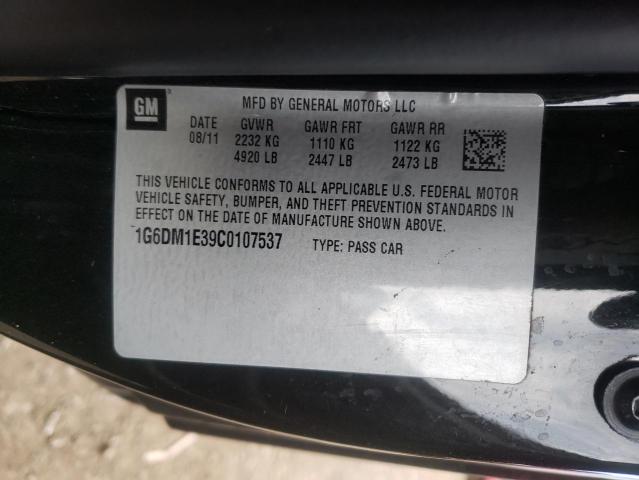 GM
MFD BY GENERAL MOTORS LLC
DATE GVWR GAWR FRT GAWR RR
08/11 2232 KG 1110 KG 1122 KG
4920 LB 2447 LB 2473 LB
THIS VEHICLE CONFORMS TO ALL APPLICABLE U.S. FEDERAL MOTOR
VEHICLE SAFETY, BUMPER, AND THEFT PREVENTION STANDARDS IN
EFFECT ON THE DATE OF MANUFACTURE SHOWN ABOVE.
1G6DM1E39C0107537 TYPE: PASS CAR